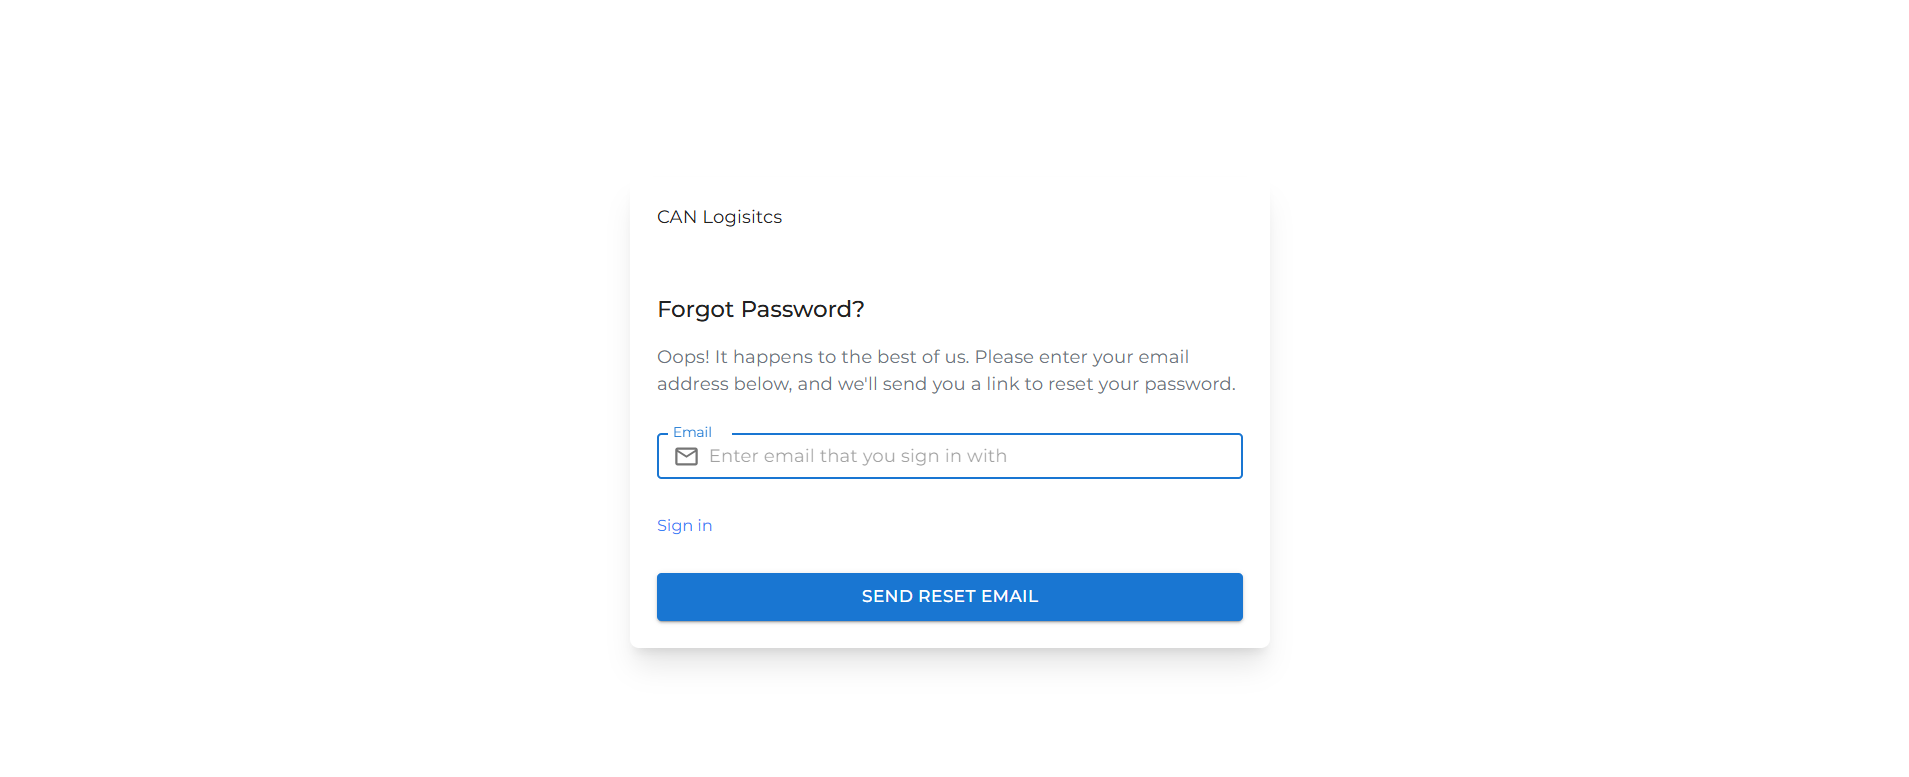 CAN Logisitcs
Forgot Password?
Oops! It happens to the best of us. Please enter your email
address below, and we'll send you a link to reset your password.
Email
Enter email that you sign in with
Sign in
SEND RESET EMAIL